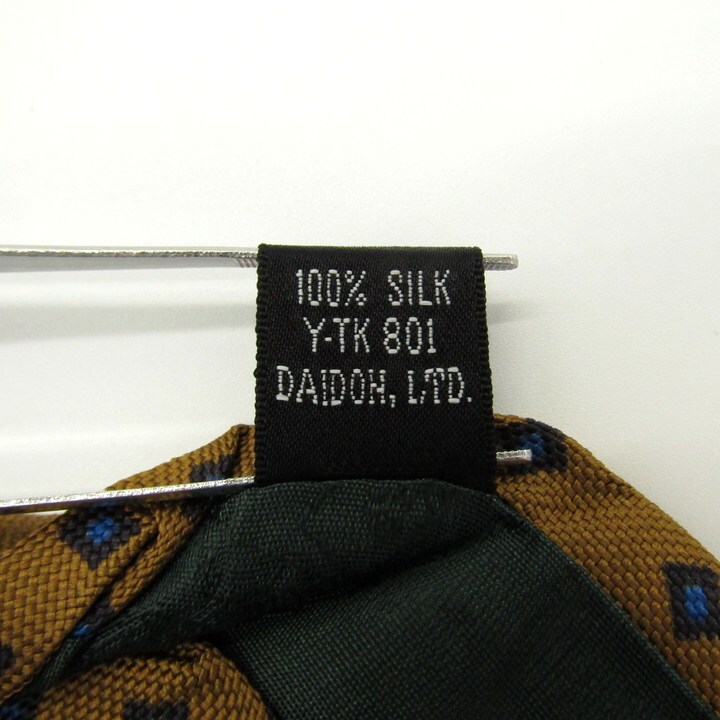 100% SILK
Y-TK 801
DAIDOH, LTD.